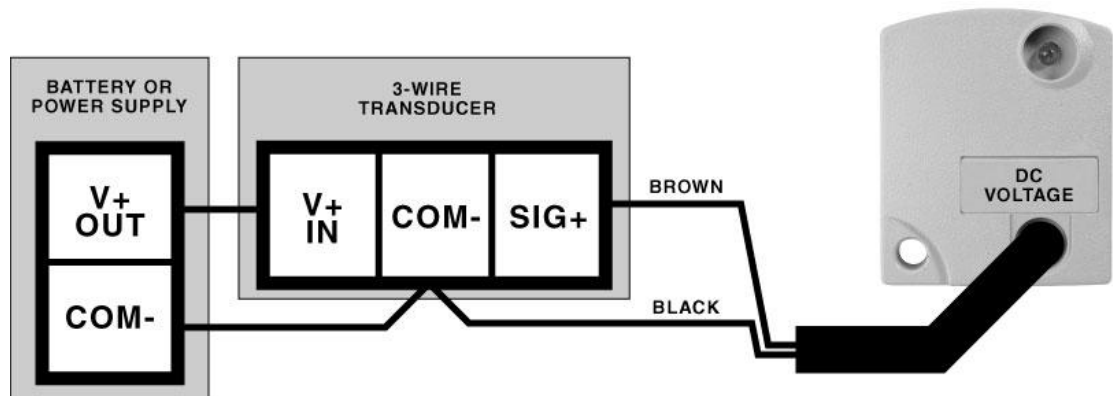 BATTERY OR
POWER SUPPLY
V+
OUT
COM-
3-WIRE
TRANSDUCER
V+
IN
COM-
SIG+
BROWN
BLACK
DC
VOLTAGE